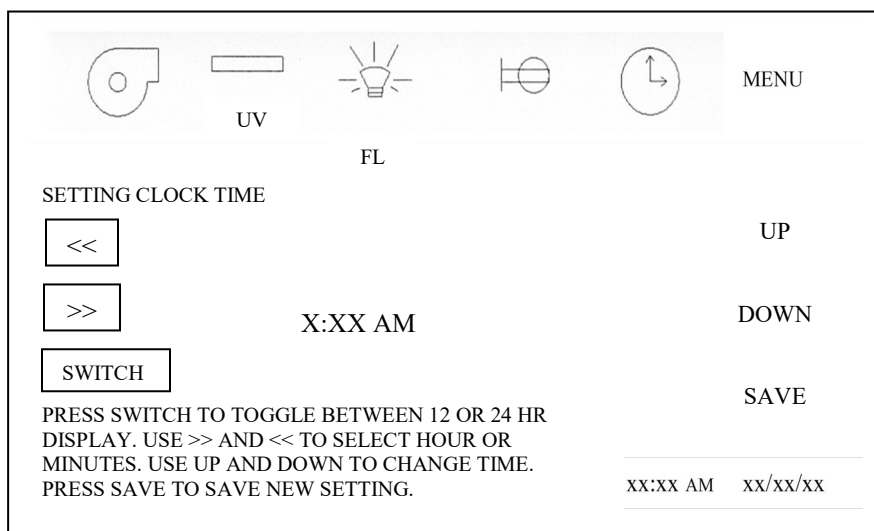 MENU
UV
FL
SETTING CLOCK TIME
<<
UP
>>
X:XX AM
DOWN
SWITCH
SAVE
PRESS SWITCH TO TOGGLE BETWEEN 12 OR 24 HR
DISPLAY. USE >> AND << TO SELECT HOUR OR
MINUTES. USE UP AND DOWN TO CHANGE TIME.
PRESS SAVE TO SAVE NEW SETTING.
xx:xx AM xx/xx/xx